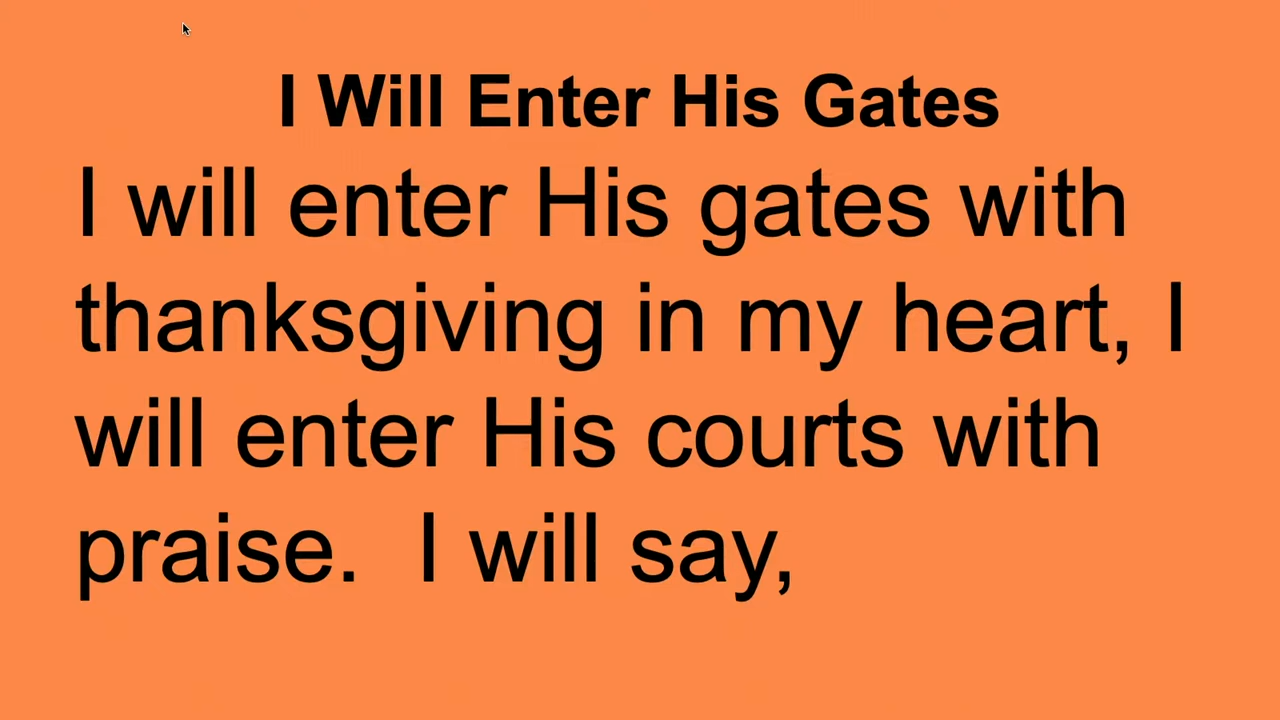 I Will Enter His Gates
I will enter His gates with
thanksgiving in my heart, I
will enter His courts with
praise.  I will say,